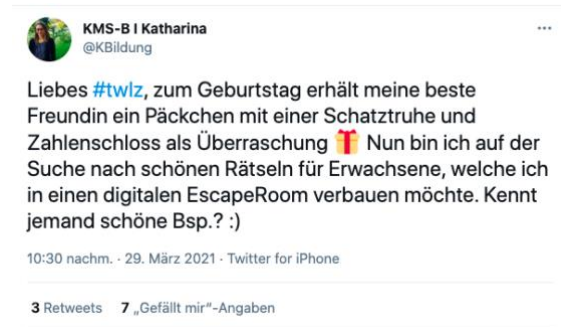 KMS-B I Katharina
@KBildung
Liebes #twlz, zum Geburtstag erhält meine beste
Freundin ein Päckchen mit einer Schatztruhe und
Zahlenschloss als Überraschung 🎁 Nun bin ich auf der
Suche nach schönen Rätseln für Erwachsene, welche ich
in einen digitalen EscapeRoom verbauen möchte. Kennt
jemand schöne Bsp.? :)
10:30 nachm. · 29. März 2021 · Twitter for iPhone
3 Retweets 7 „Gefällt mir“-Angaben